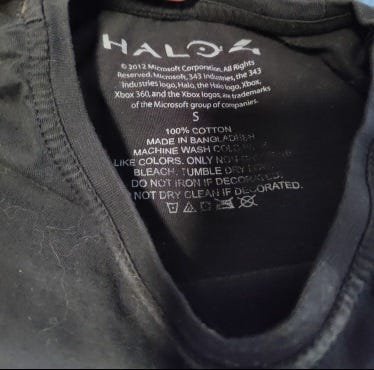 HALO 4
© 2012 Microsoft Corporation. All Rights
Reserved. Microsoft, 343 Industries, the 343
Industries logo, Halo, the Halo logo, Xbox,
Xbox 360, and the Xbox logos, are trademarks
of the Microsoft group of companies.
S
100% COTTON
MADE IN BANGLADESH
MACHINE WASH COLD
LIKE COLORS. ONLY
BLEACH. TUMBLE DRY
DO NOT IRON IF DECORATED.
NOT DRY CLEAN IF DECORATED.